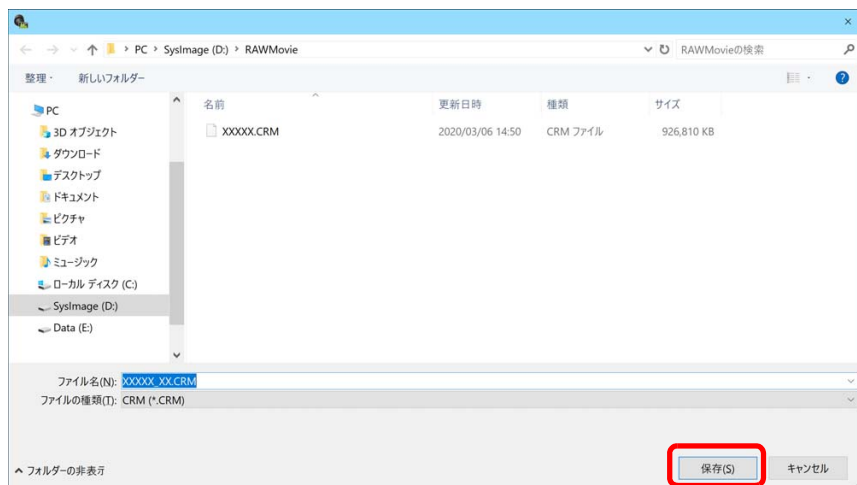 PC › SysImage (D:) › RAWMovie
RAWMovieの検索
整理
新しいフォルダー
名前 更新日時 種類 サイズ
XXXXX.CRM 2020/03/06 14:50 CRM ファイル 926,810 KB
PC
3D オブジェクト
ダウンロード
デスクトップ
ドキュメント
ピクチャ
ビデオ
ミュージック
ローカル ディスク (C:)
SysImage (D:)
Data (E:)
ファイル名(N): XXXXX_XX.CRM
ファイルの種類(T): CRM (*.CRM)
フォルダーの非表示
保存(S)
キャンセル